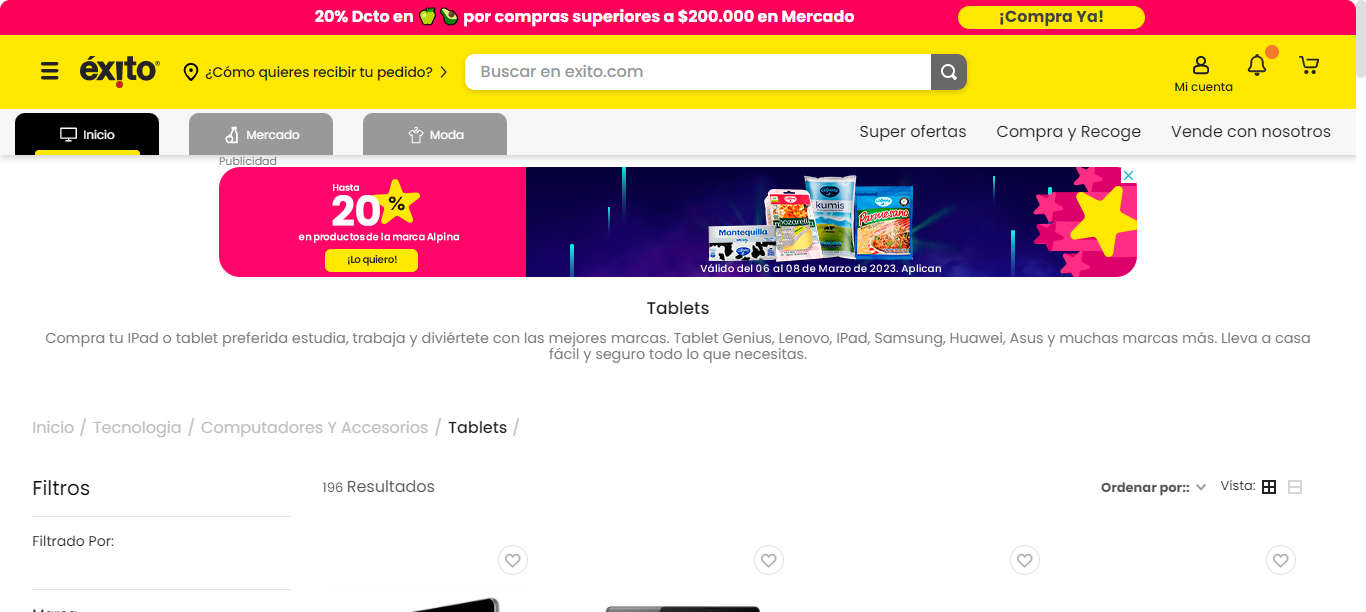 20% Dcto en por compras superiores a $200.000 en Mercado
¡Compra Ya!
éxito
¿Cómo quieres recibir tu pedido?
Buscar en exito.com
Mi cuenta
Inicio
Mercado
Moda
Super ofertas
Compra y Recoge
Vende con nosotros
Publicidad
Hasta
20%
en productos de la marca Alpina
¡Lo quiero!
Mantequilla
kumis
Parmesano
Válido del 06 al 08 de Marzo de 2023. Aplican
Tablets
Compra tu IPad o tablet preferida estudia, trabaja y diviértete con las mejores marcas. Tablet Genius, Lenovo, IPad, Samsung, Huawei, Asus y muchas marcas más. Lleva a casa
fácil y seguro todo lo que necesitas.
Inicio / Tecnologia / Computadores Y Accesorios / Tablets /
Filtros
196 Resultados
Ordenar por::
Vista:
Filtrado Por:
Marca